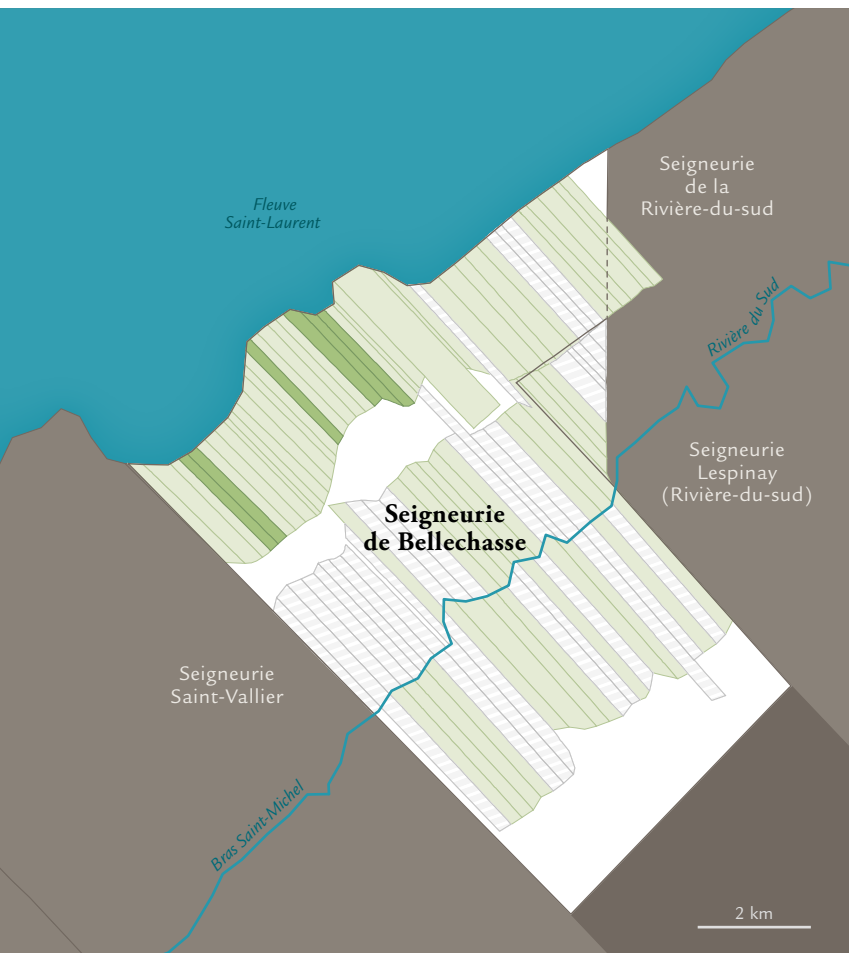 Seigneurie
de la
Rivière-du-sud
Fleuve
Saint-Laurent
Rivière du Sud
Seigneurie
Lespinay
(Rivière-du-sud)
Seigneurie
de Bellechasse
Seigneurie
Saint-Vallier
Bras Saint-Michel
2 km